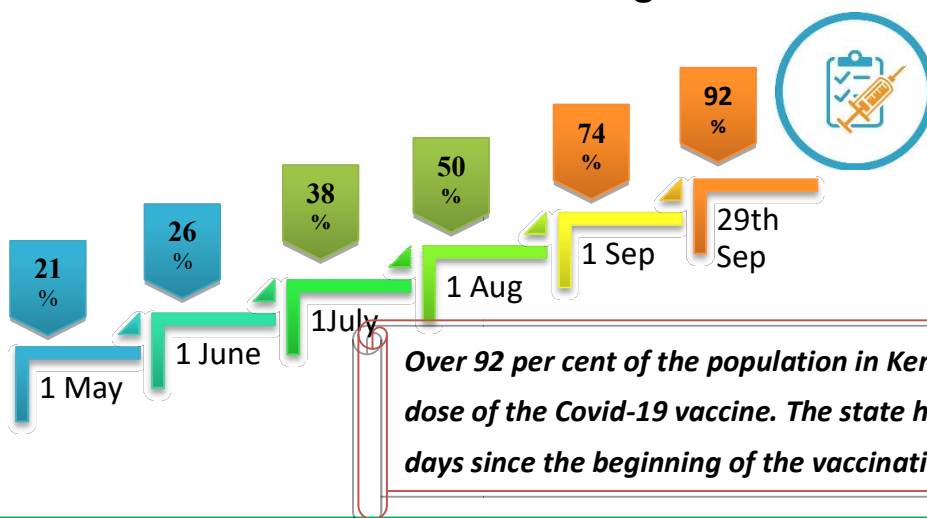 21
%
1 May
26
%
1 June
38
%
1July
50
%
1 Aug
74
%
1 Sep
92
%
29th
Sep
Over 92 per cent of the population in
dose of the Covid-19 vaccine. The state
days since the beginning of the